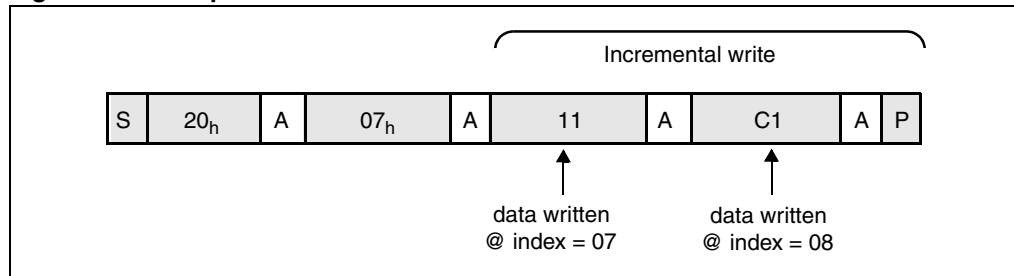 Incremental write
S 20h A 07h A 11 A C1 A P
data written
@ index = 07
data written
@ index = 08